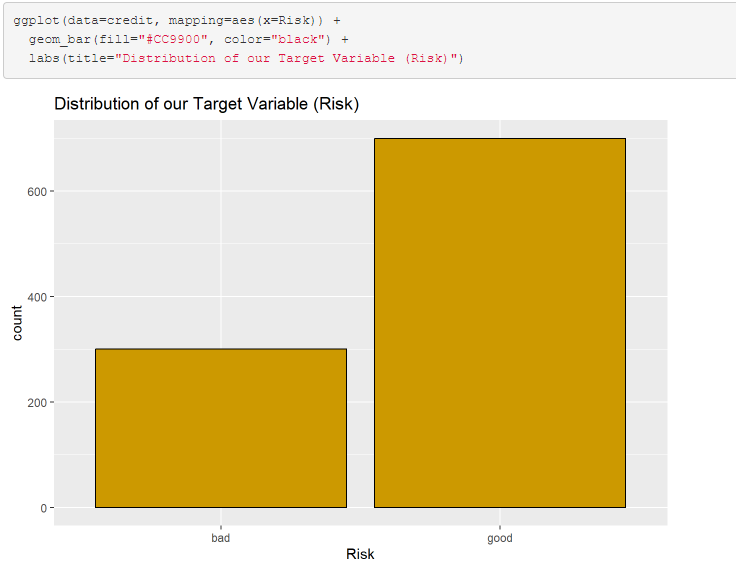 ggplot(data=credit, mapping=aes(x=Risk)) +
  geom_bar(fill="#CC9900", color="black") +
  labs(title="Distribution of our Target Variable (Risk)")
Distribution of our Target Variable (Risk)
600
400
200
0
count
bad
good
Risk